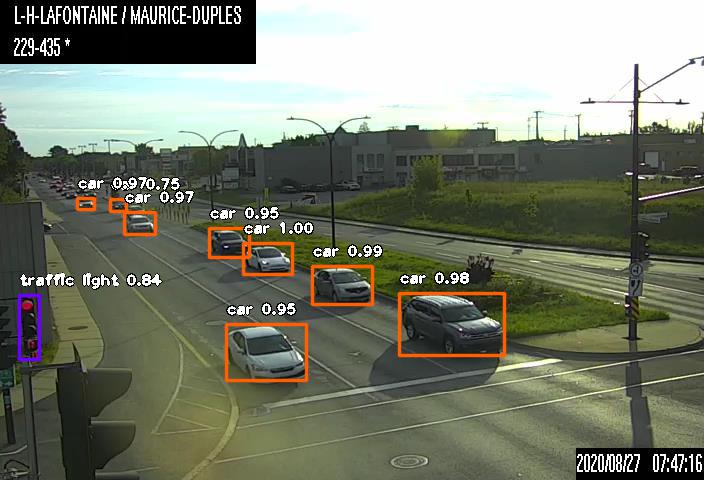 L-H-LAFONTAINE / MAURICE-DUPLES
229-435 *
car 0.97
0.75
car 0.97
car 0.95
car 1.00
car 0.99
car 0.98
traffic light 0.84
car 0.95
2020/08/27 07:47:16